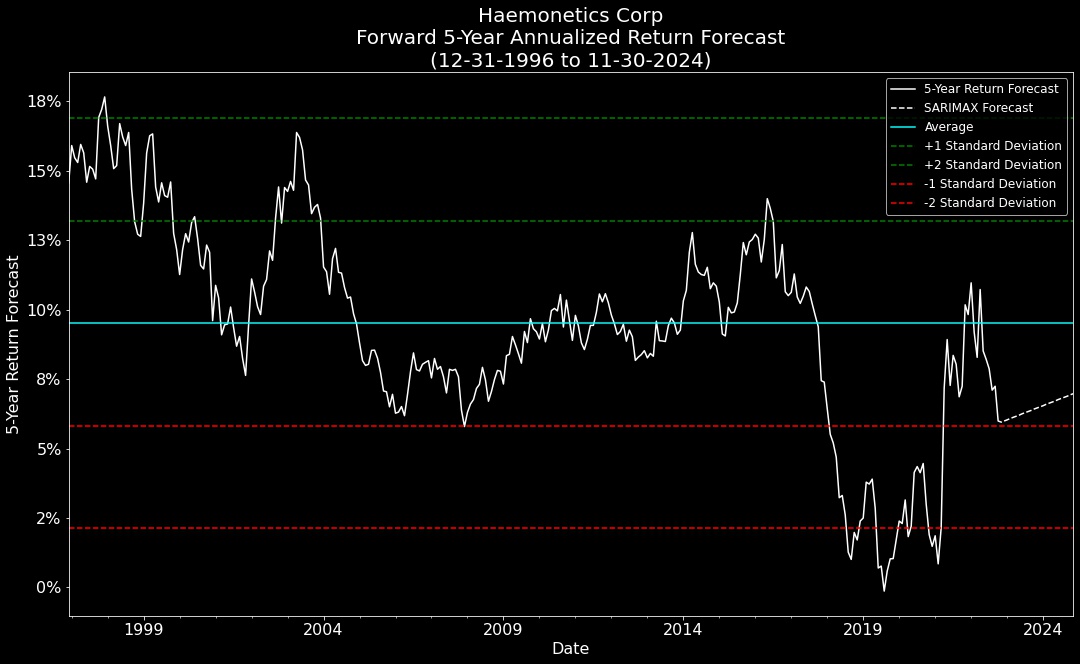 Haemonetics Corp
Forward 5-Year Annualized Return Forecast
(12-31-1996 to 11-30-2024)
5-Year Return Forecast
SARIMAX Forecast
Average
+1 Standard Deviation
+2 Standard Deviation
-1 Standard Deviation
-2 Standard Deviation
5-Year Return Forecast
18%
15%
13%
10%
8%
5%
2%
0%
1999 2004 2009 2014 2019 2024
Date